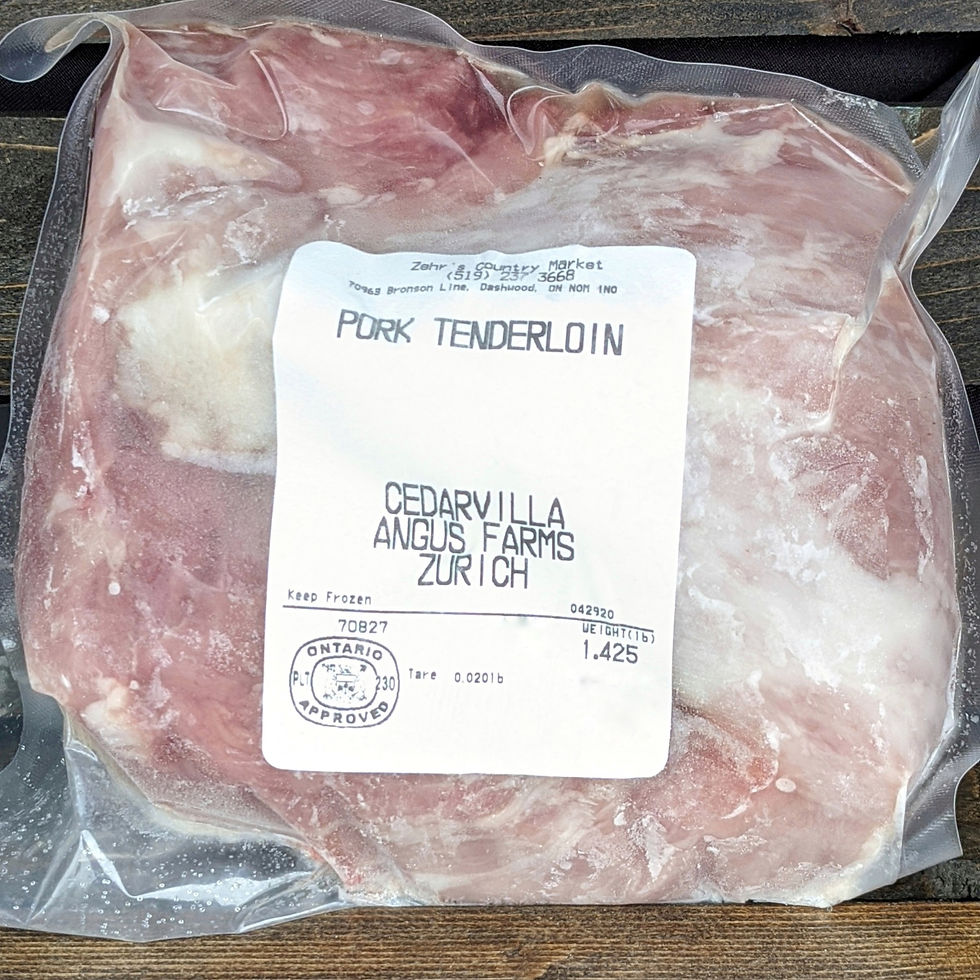 Zehr's Country Market
(519) 237 3668
70969 Bronson Line, Dashwood, ON N0M 1N0
PORK TENDERLOIN
CEDARVILLA
ANGUS FARMS
ZURICH
Keep Frozen
042920
70827
WEIGHT(lb)
1.425
ONTARIO
PLT 230
APPROVED
Tare 0.020lb